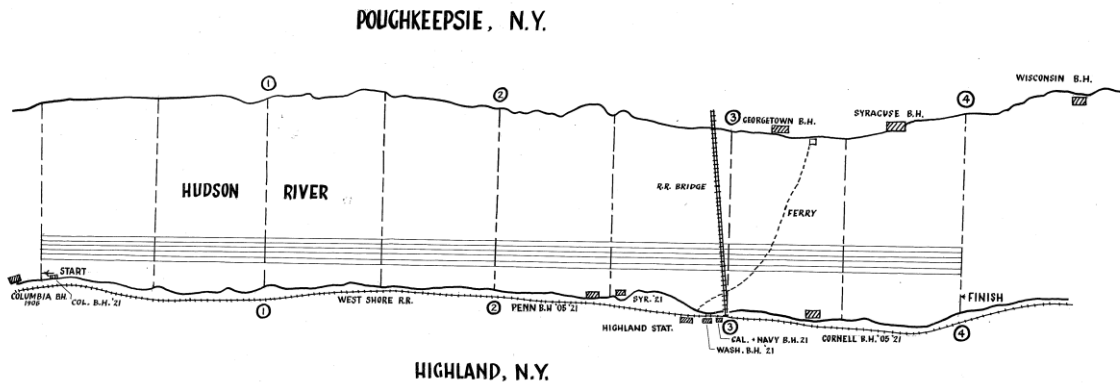 POUGHKEEPSIE, N.Y.
WISCONSIN B.H.
① ② ③ ④
GEORGETOWN B.H.
SYRACUSE B.H.
HUDSON RIVER
R.R. BRIDGE
FERRY
START
FINISH
COLUMBIA BH. 1906
COL. B.H. '21
WEST SHORE R.R.
PENN B.H '05 '21
SYR. '21
① ② ③ ④
HIGHLAND STAT.
CAL. + NAVY B.H. 21
WASH. B.H. '21
CORNELL B.H. '05 '21
HIGHLAND, N.Y.